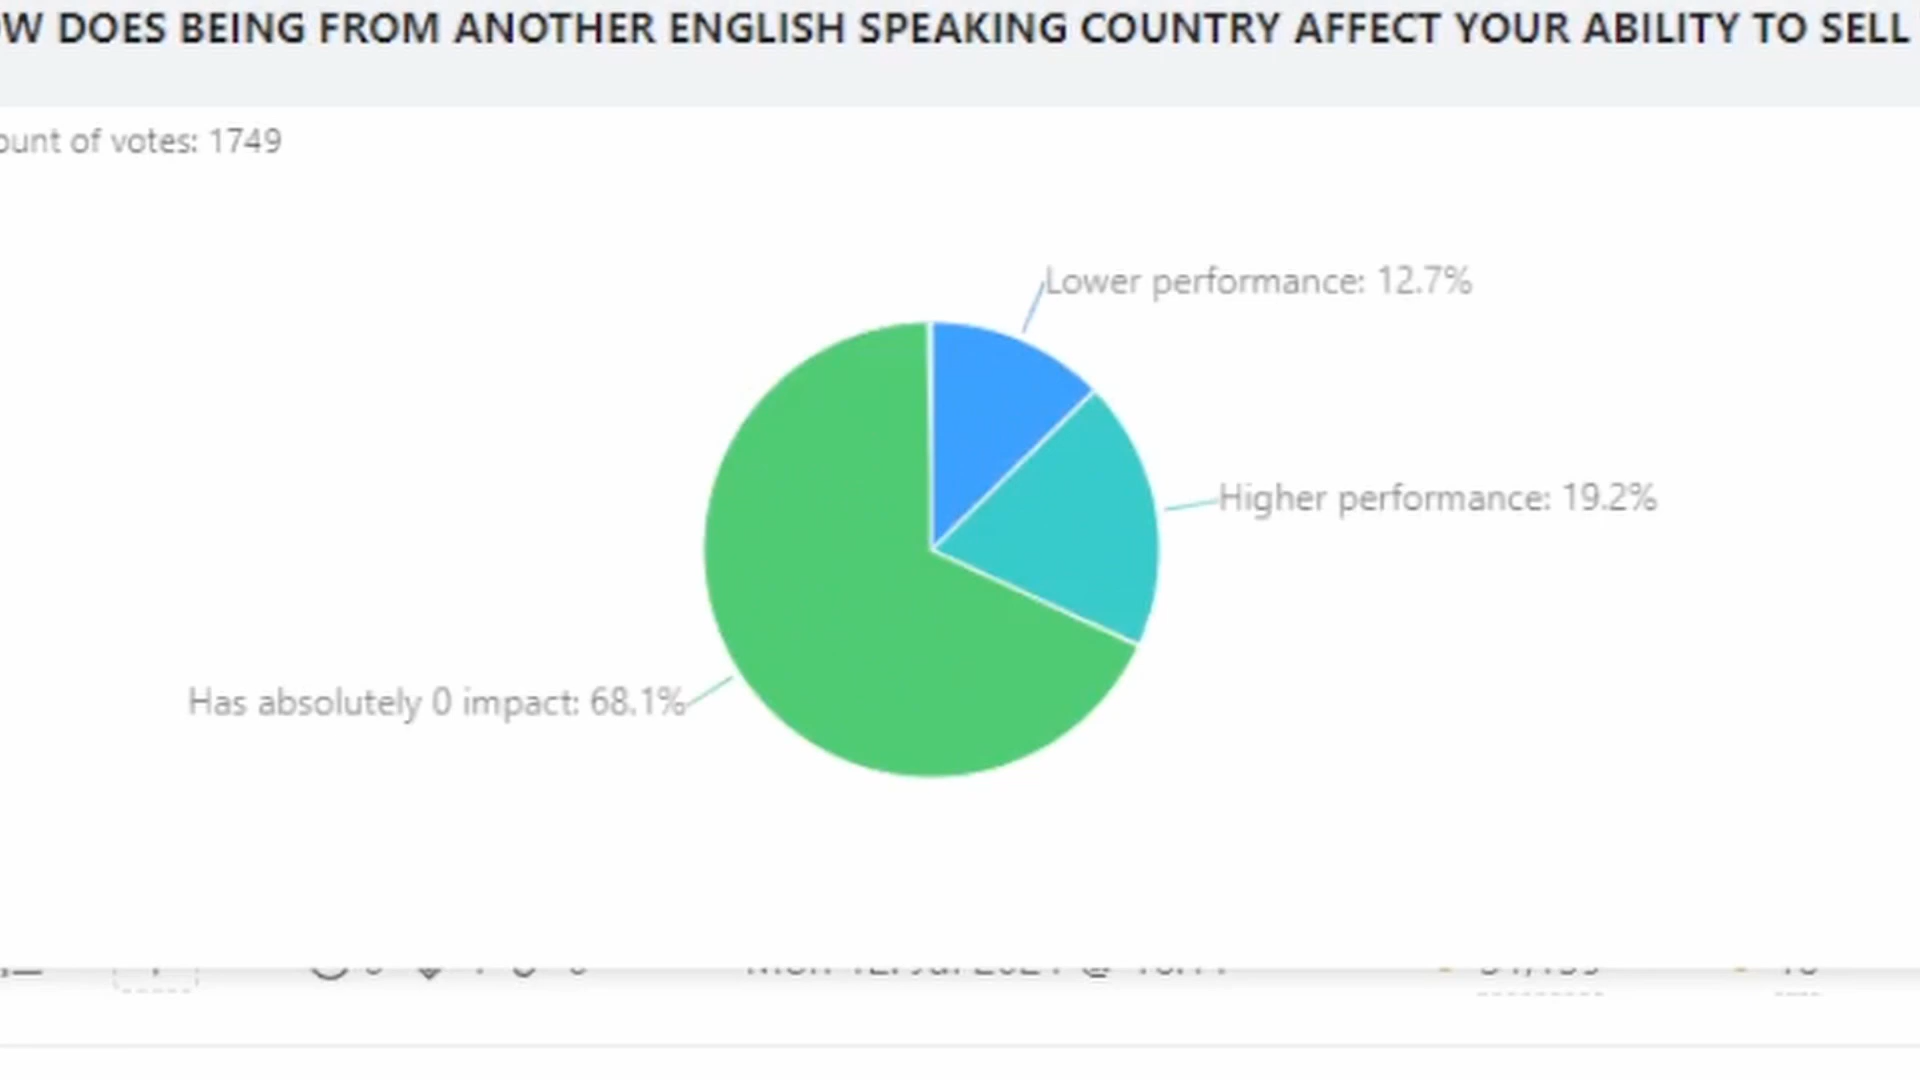 DOES BEING FROM ANOTHER ENGLISH SPEAKING COUNTRY AFFECT YOUR ABILITY TO SELL
of votes: 1749
Lower performance: 12.7%
Higher performance: 19.2%
Has absolutely 0 impact: 68.1%